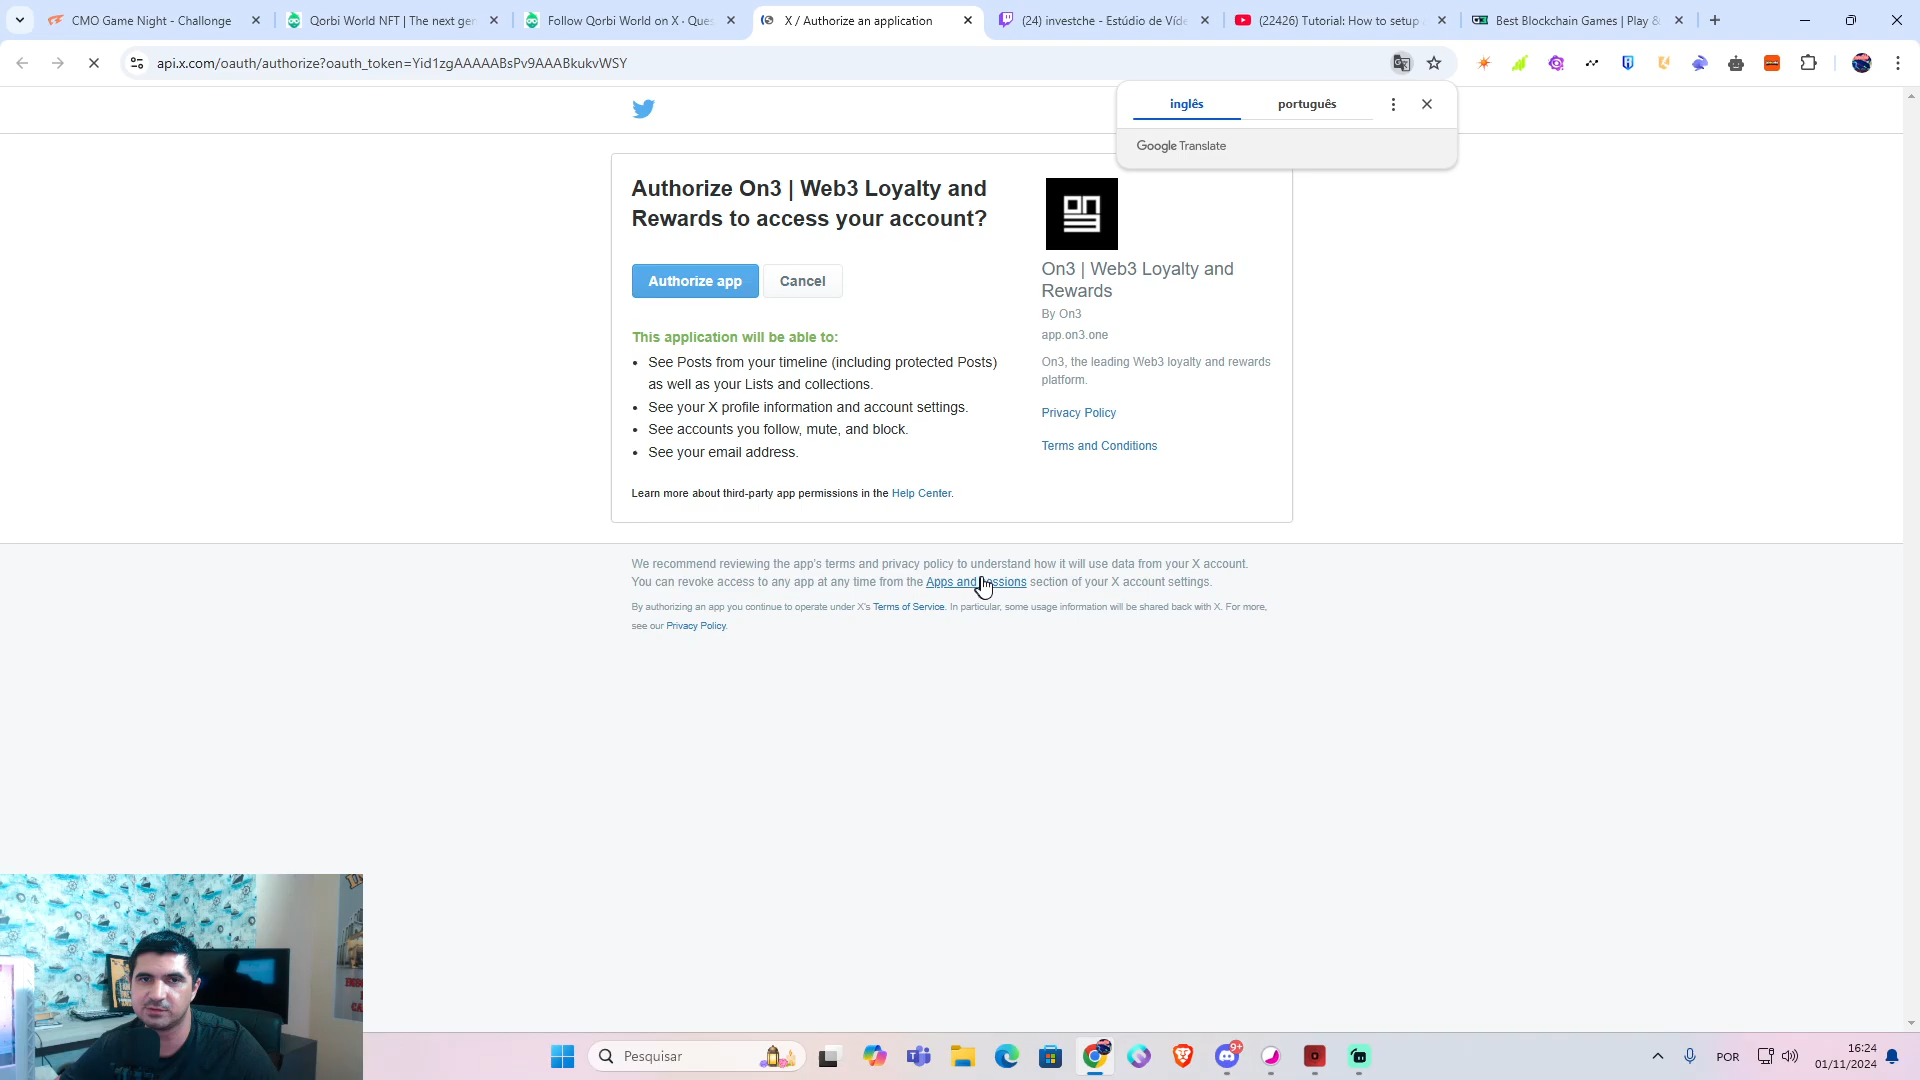 CMO Game Night - Challenge
Qorbi World NFT | The next ger
Follow Qorbi World on X · Ques
X / Authorize an application
(24) investche - Estúdio de Víde
(22426) Tutorial: How to setup
Best Blockchain Games | Play &
api.x.com/oauth/authorize?oauth_token=Yid1zgAAAAABsPv9AAABkukvWSY
inglês
português
Google Translate
Authorize On3 | Web3 Loyalty and
Rewards to access your account?
Authorize app
Cancel
This application will be able to:
• See Posts from your timeline (including protected Posts)
as well as your Lists and collections.
• See your X profile information and account settings.
• See accounts you follow, mute, and block.
• See your email address.
Learn more about third-party app permissions in the Help Center.
On3 | Web3 Loyalty and
Rewards
By On3
app.on3.one
On3, the leading Web3 loyalty and rewards
platform.
Privacy Policy
Terms and Conditions
We recommend reviewing the app's terms and privacy policy to understand how it will use data from your X account.
You can revoke access to any app at any time from the Apps and Sessions section of your X account settings.
By authorizing an app you continue to operate under X's Terms of Service. In particular, some usage information will be shared back with X. For more,
see our Privacy Policy.
Pesquisar
9+
POR
16:24
01/11/2024